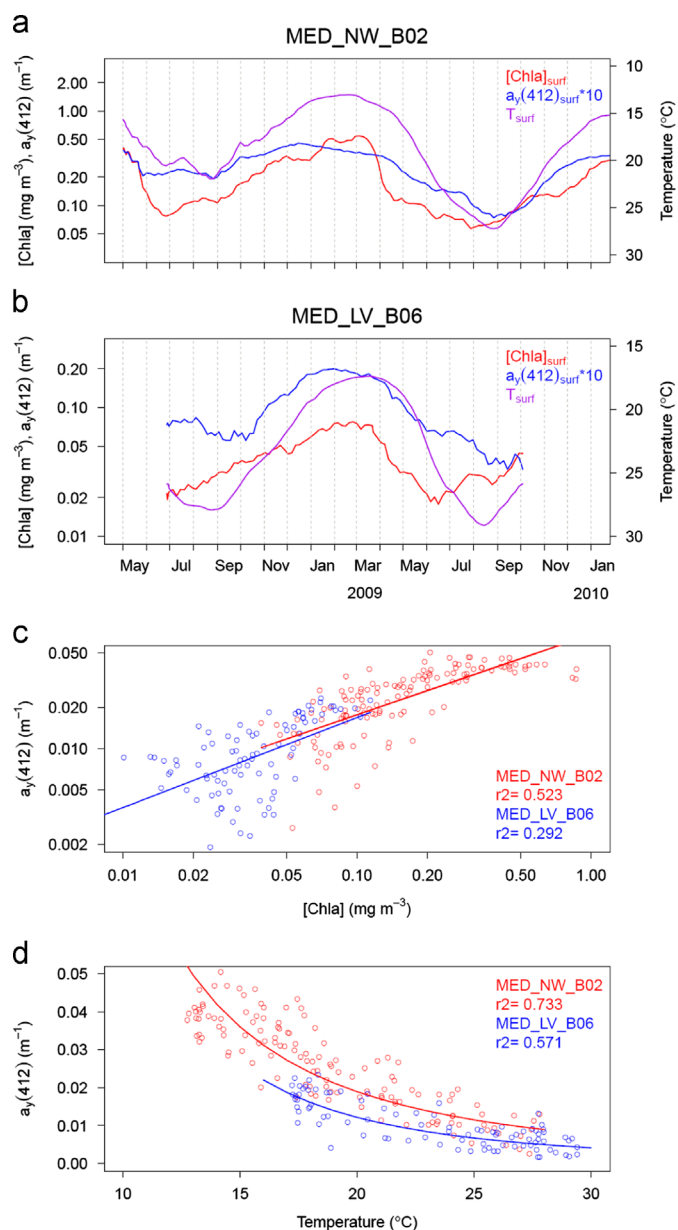 a
MED_NW_B02
[Chla]surf
ay(412)surf*10
Tsurf
2.00
1.00
0.50
0.20
0.10
0.05
10
15
20
25
30
[Chla] (mg m−3), ay(412) (m−1)
Temperature (°C)
b
MED_LV_B06
[Chla]surf
ay(412)surf*10
Tsurf
0.20
0.10
0.05
0.02
0.01
15
20
25
30
[Chla] (mg m−3), ay(412) (m−1)
Temperature (°C)
May Jul Sep Nov Jan Mar May Jul Sep Nov Jan
2009 2010
c
0.050
0.020
0.010
0.005
0.002
ay(412) (m−1)
MED_NW_B02
r2= 0.523
MED_LV_B06
r2= 0.292
0.01 0.02 0.05 0.10 0.20 0.50 1.00
[Chla] (mg m−3)
d
0.05
0.04
0.03
0.02
0.01
0.00
ay(412) (m−1)
MED_NW_B02
r2= 0.733
MED_LV_B06
r2= 0.571
10 15 20 25 30
Temperature (°C)